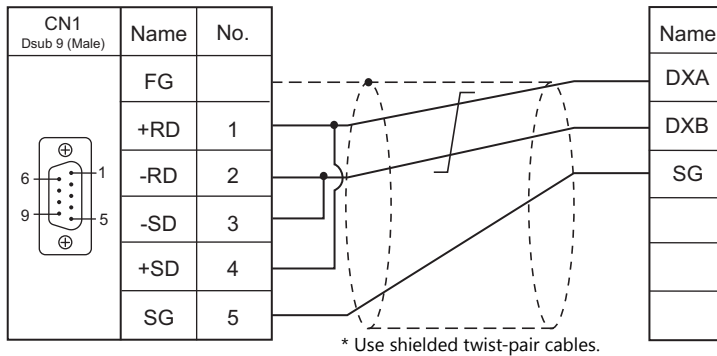 CN1
Dsub 9 (Male)
Name No.
Name
FG
DXA
+RD 1
DXB
-RD 2
SG
-SD 3
+SD 4
SG 5
1
6
9
5
* Use shielded twist-pair cables.